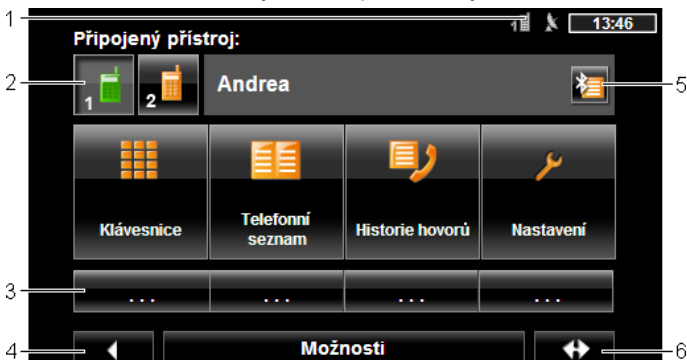 1
1 13:46
Připojený přístroj:
2
1
2
Andrea
5
Klávesnice
Telefonní
seznam
Historie hovorů
Nastavení
3
... ... ... ...
4
Možnosti
6